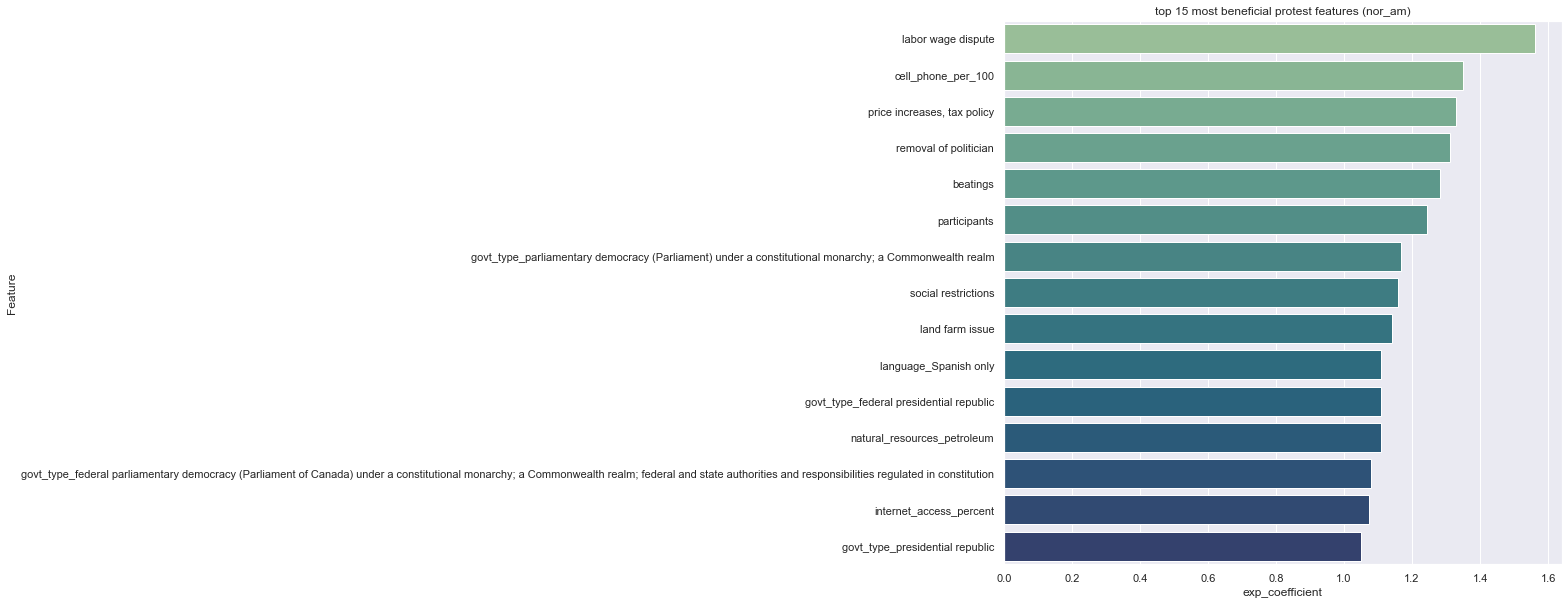 top 15 most beneficial protest features (nor_am)
labor wage dispute
cell_phone_per_100
price increases, tax policy
removal of politician
beatings
participants
govt_type_parliamentary democracy (Parliament) under a constitutional monarchy; a Commonwealth realm
social restrictions
land farm issue
language_Spanish only
govt_type_federal presidential republic
natural_resources_petroleum
govt_type_federal parliamentary democracy (Parliament of Canada) under a constitutional monarchy; a Commonwealth realm; federal and state authorities and responsibilities regulated in constitution
internet_access_percent
govt_type_presidential republic
Feature
0.0 0.2 0.4 0.6 0.8 1.0 1.2 1.4 1.6
exp_coefficient